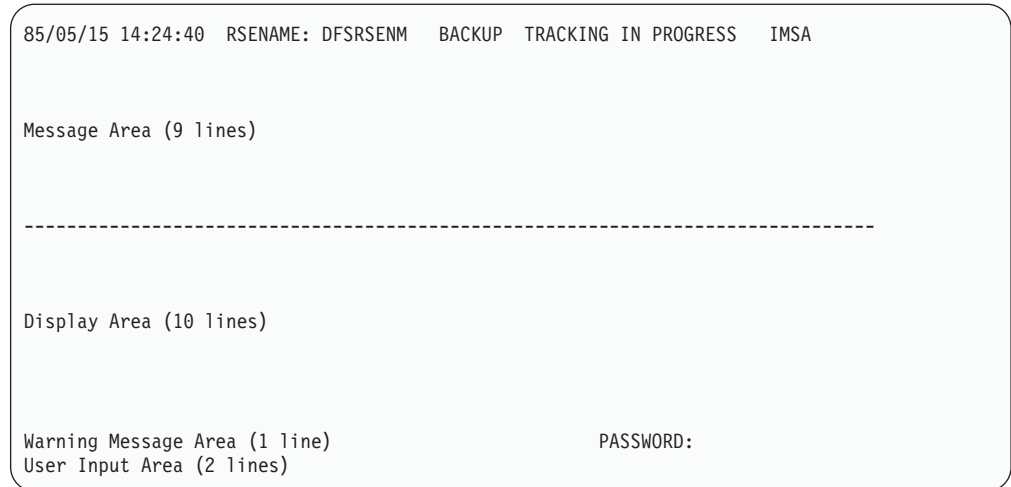 85/05/15 14:24:40 RSENAME: DFSRSENM BACKUP TRACKING IN PROGRESS IMSA
Message Area (9 lines)
--------------------------------------------------------------------------------
Display Area (10 lines)
Warning Message Area (1 line) PASSWORD:
User Input Area (2 lines)